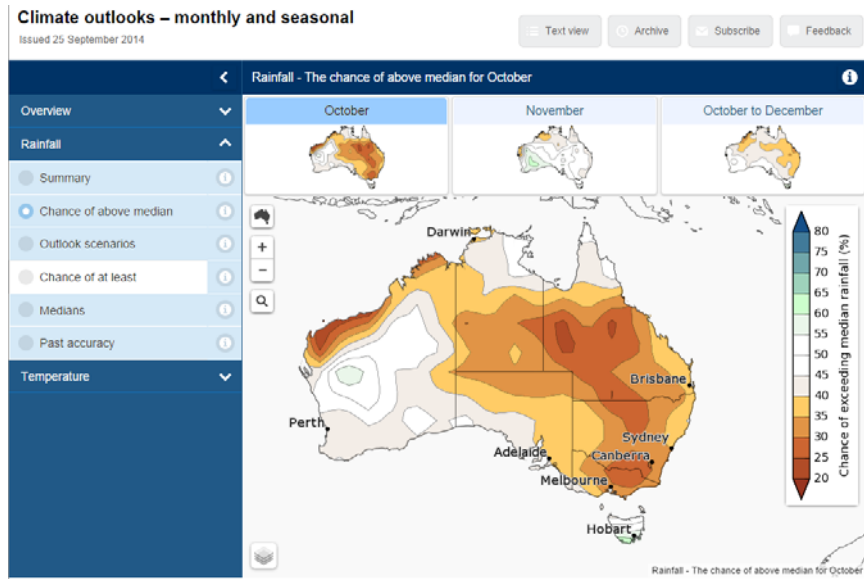 Climate outlooks – monthly and seasonal
Issued 25 September 2014
Text view
Archive
Subscribe
Feedback
Overview
Rainfall
Summary
Chance of above median
Outlook scenarios
Chance of at least
Medians
Past accuracy
Temperature
Rainfall - The chance of above median for October
October
November
October to December
+
−
Darwin
Brisbane
Perth
Sydney
Adelaide
Canberra
Melbourne
Hobart
80
75
70
65
60
55
50
45
40
35
30
25
20
Chance of exceeding median rainfall (%)
Rainfall - The chance of above median for October